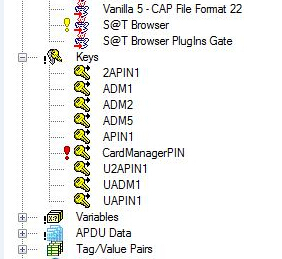 Vanilla 5 - CAP File Format 22
S@T Browser
S@T Browser PlugIns Gate
Keys
2APIN1
ADM1
ADM2
ADM5
APIN1
CardManagerPIN
U2APIN1
UADM1
UAPIN1
Variables
APDU Data
Tag/Value Pairs